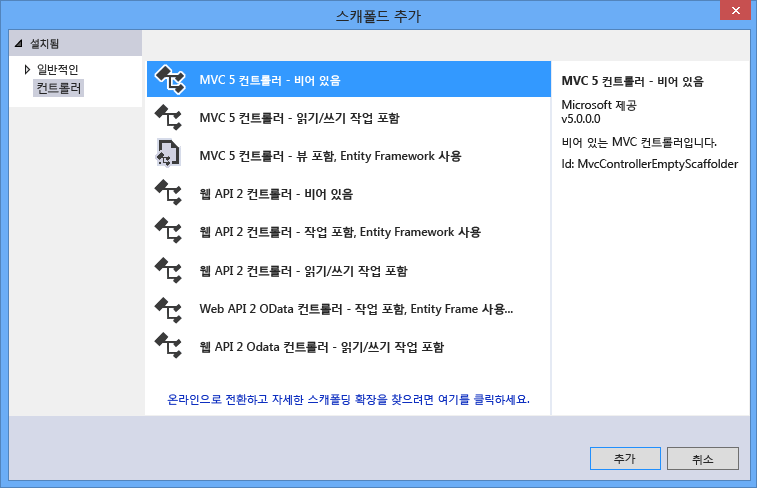 스캐폴드 추가
설치됨
일반적인
컨트롤러
MVC 5 컨트롤러 - 비어 있음
MVC 5 컨트롤러 - 읽기/쓰기 작업 포함
MVC 5 컨트롤러 - 뷰 포함, Entity Framework 사용
웹 API 2 컨트롤러 - 비어 있음
웹 API 2 컨트롤러 - 작업 포함, Entity Framework 사용
웹 API 2 컨트롤러 - 읽기/쓰기 작업 포함
Web API 2 OData 컨트롤러 - 작업 포함, Entity Frame 사용...
웹 API 2 Odata 컨트롤러 - 읽기/쓰기 작업 포함
온라인으로 전환하고 자세한 스캐폴딩 확장을 찾으려면 여기를 클릭하세요.
MVC 5 컨트롤러 - 비어 있음
Microsoft 제공
v5.0.0.0
비어 있는 MVC 컨트롤러입니다.
Id: MvcControllerEmptyScaffolder
추가
취소